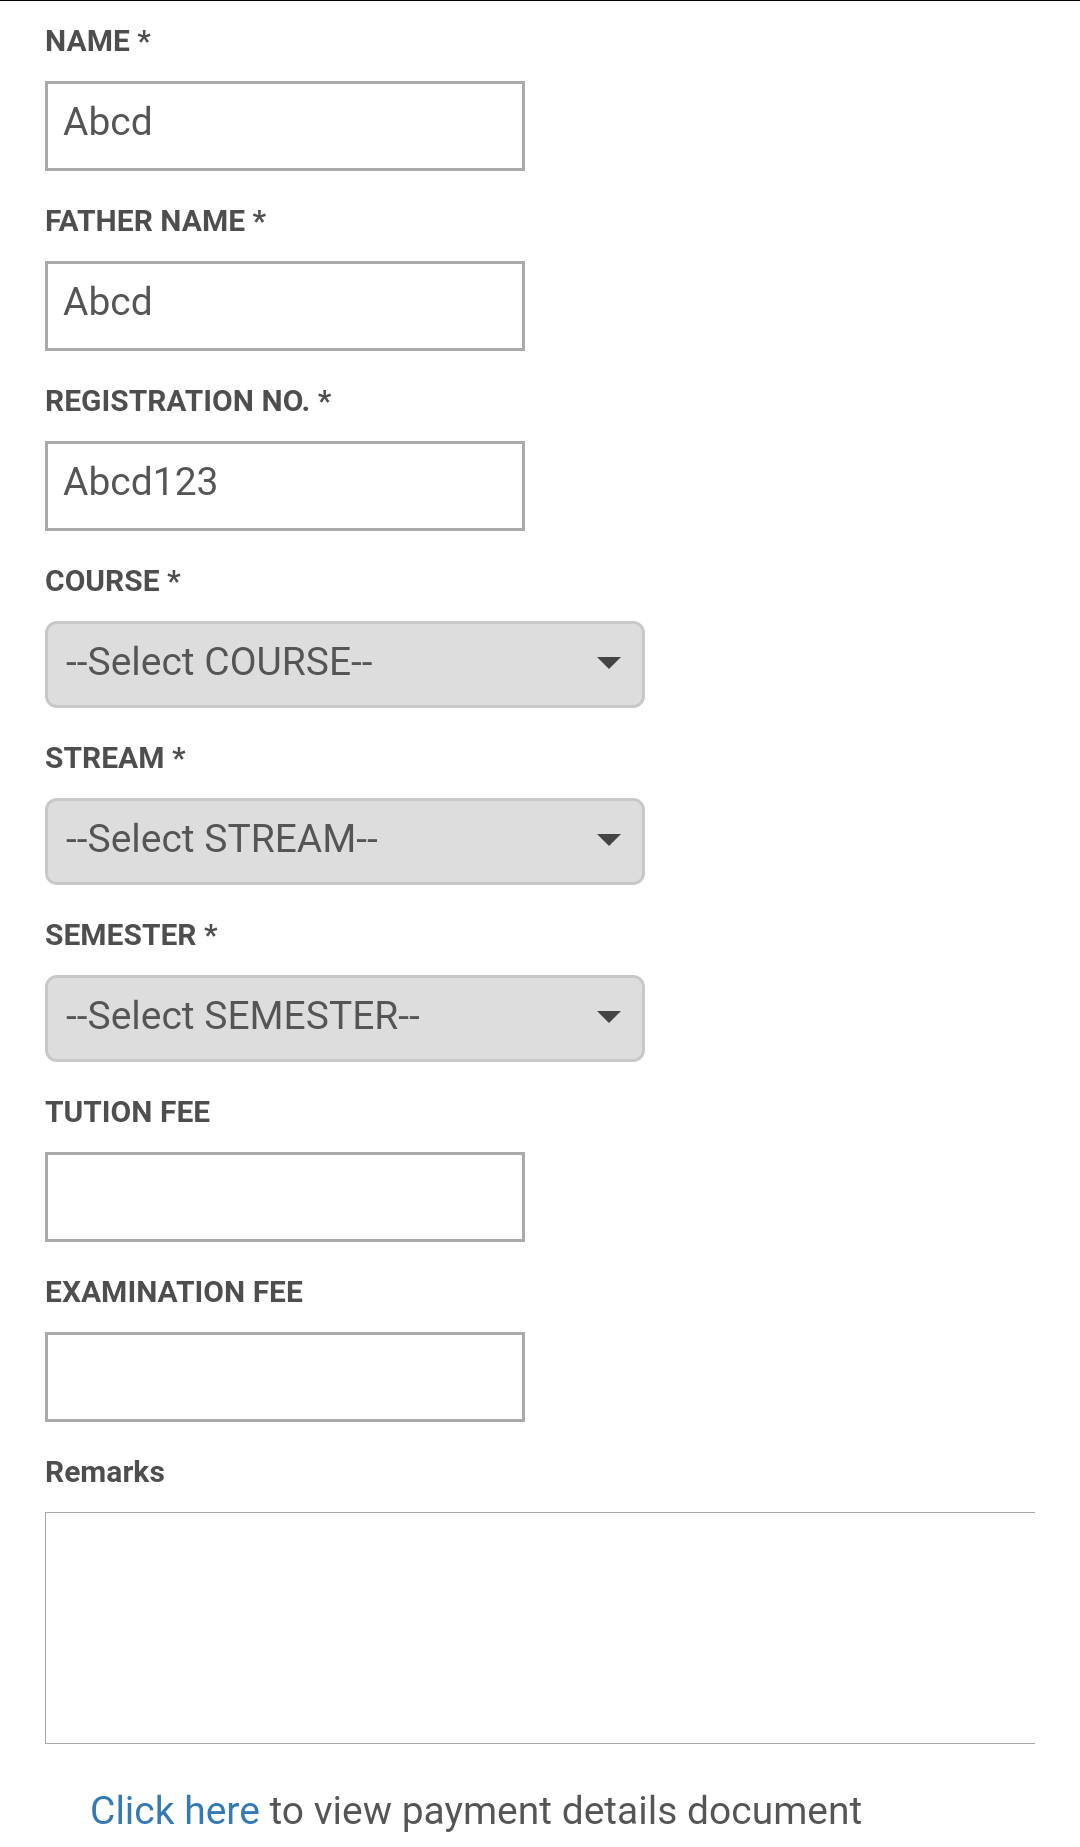 NAME *
Abcd
FATHER NAME *
Abcd
REGISTRATION NO. *
Abcd123
COURSE *
--Select COURSE--
STREAM *
--Select STREAM--
SEMESTER *
--Select SEMESTER--
TUTION FEE
EXAMINATION FEE
Remarks
Click here to view payment details document